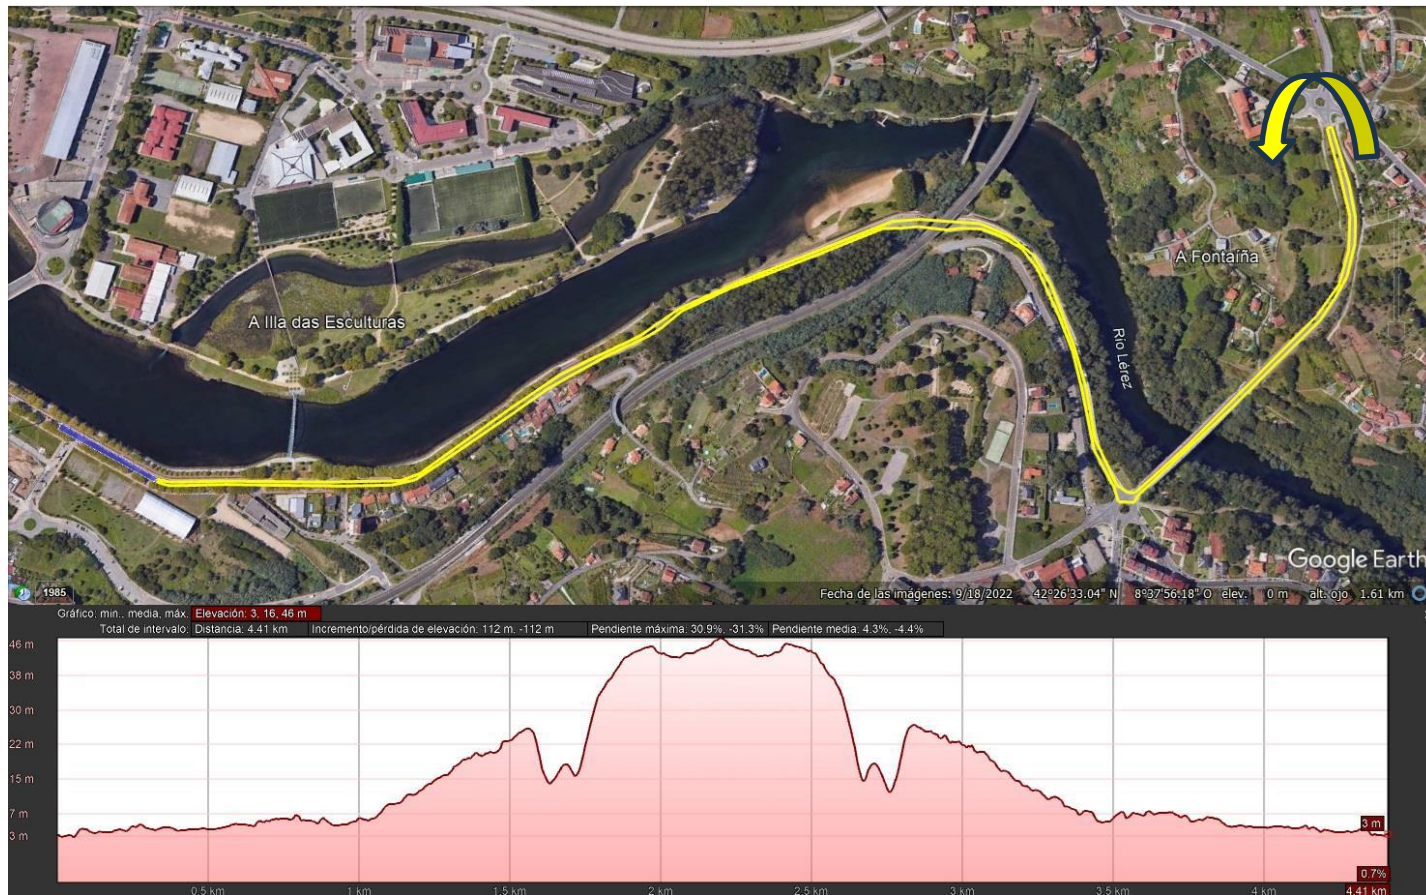 A Fontaíña
A Illa das Esculturas
Rio Lérez
Google Earth
1985
Fecha de las imágenes: 9/18/2022 42°26'33.04" N 8°37'56.18" O elev. 0 m alt. ojo 1.61 km
Gráfico: min., media, máx. Elevación: 3, 16, 46 m
Total de intervalo: Distancia: 4.41 km Incremento/pérdida de elevación: 112 m, -112 m Pendiente máxima: 30.9%, -31.3% Pendiente media: 4.3%, -4.4%
46 m
38 m
30 m
22 m
15 m
7 m
3 m
3 m
0.7%
0.5 km 1 km 1.5 km 2 km 2.5 km 3 km 3.5 km 4 km 4.41 km